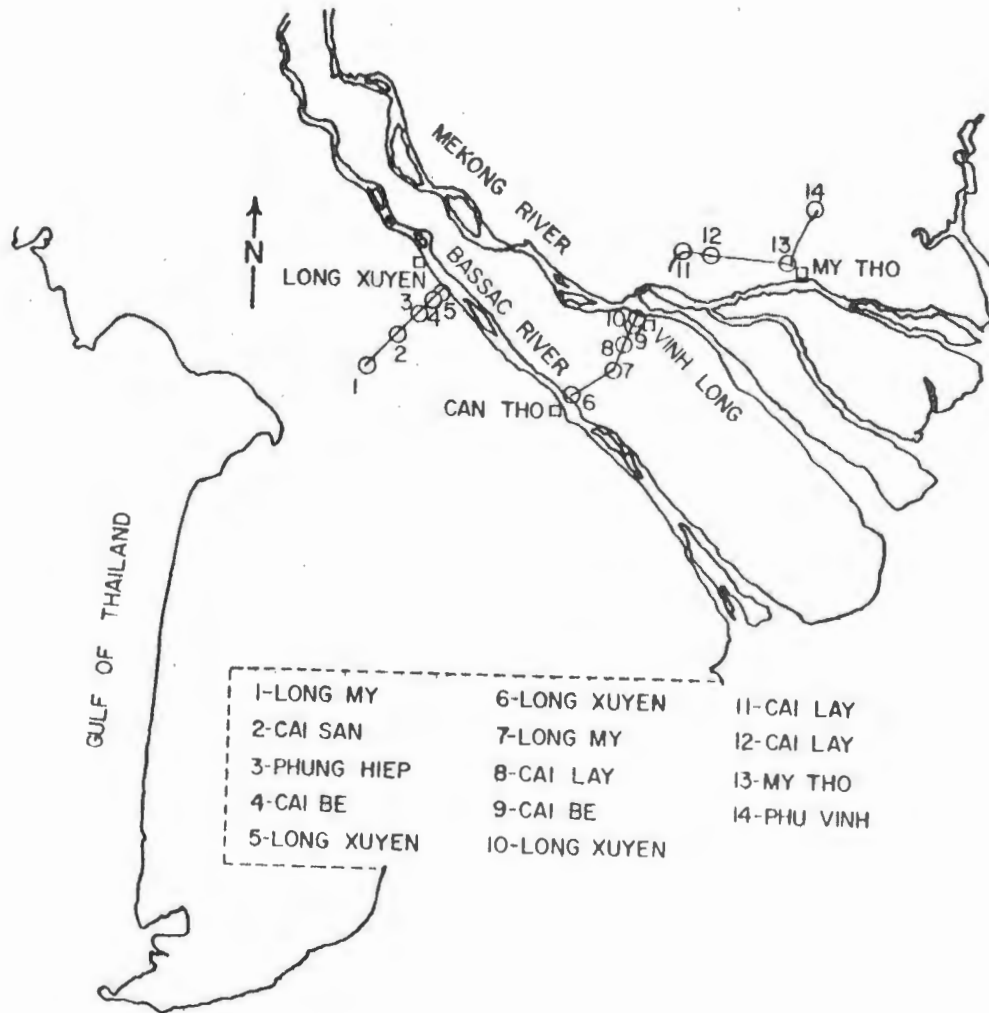 MEKONG RIVER
14
N
11
12
13
MY THO
LONG XUYEN
BASSAC RIVER
3
4
5
2
1
10
9
8
7
VINH LONG
6
CAN THO
GULF OF THAILAND
1-LONG MY
2-CAI SAN
3-PHUNG HIEP
4-CAI BE
5-LONG XUYEN
6-LONG XUYEN
7-LONG MY
8-CAI LAY
9-CAI BE
10-LONG XUYEN
11-CAI LAY
12-CAI LAY
13-MY THO
14-PHU VINH